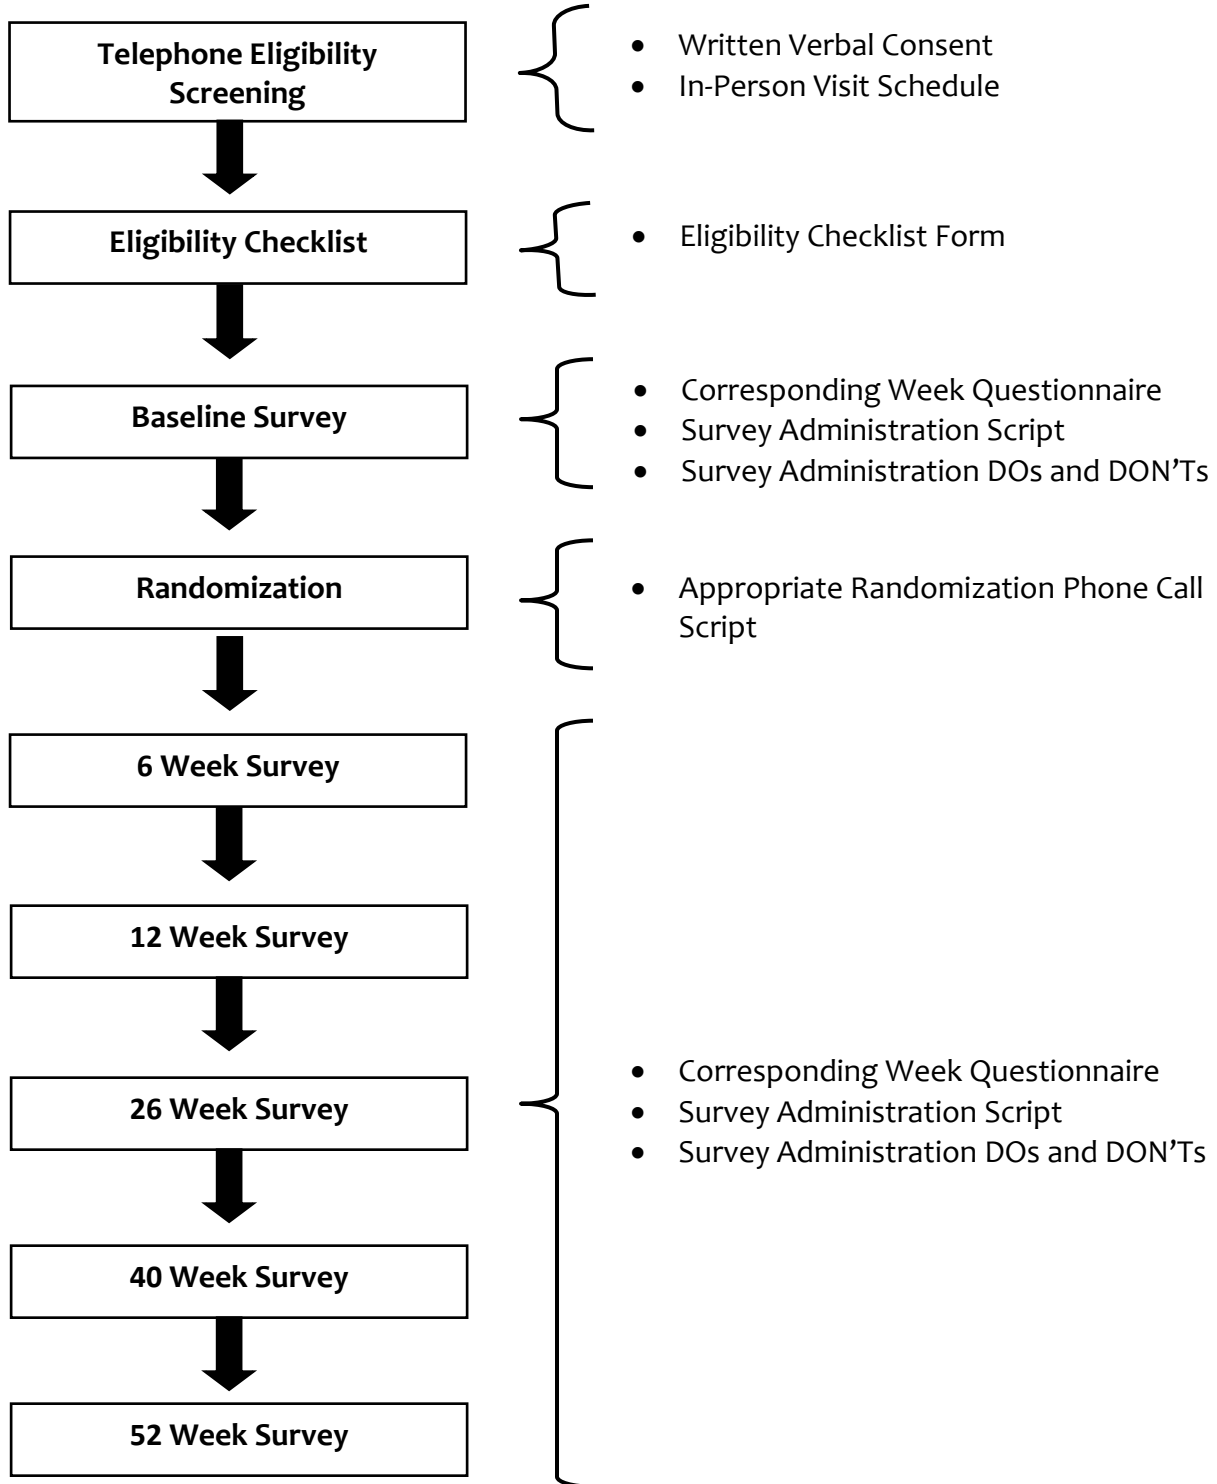 Telephone Eligibility
Screening
• Written Verbal Consent
• In-Person Visit Schedule
Eligibility Checklist
• Eligibility Checklist Form
Baseline Survey
• Corresponding Week Questionnaire
• Survey Administration Script
• Survey Administration DOs and DON’Ts
Randomization
• Appropriate Randomization Phone Call
Script
6 Week Survey
12 Week Survey
26 Week Survey
40 Week Survey
52 Week Survey
• Corresponding Week Questionnaire
• Survey Administration Script
• Survey Administration DOs and DON’Ts